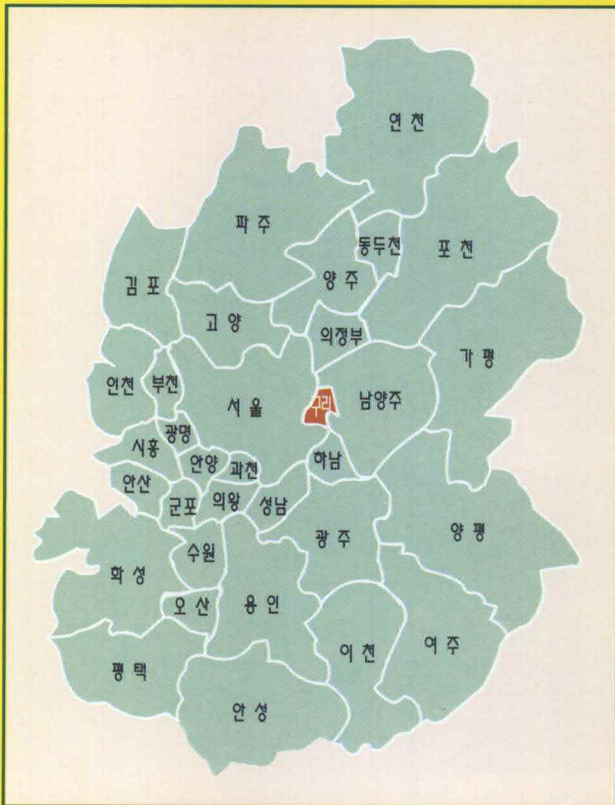 연천
파주
동두천
포천
양주
김포
고양
의정부
가평
인천
부천
서울
구리
남양주
광명
시흥
안양
과천
하남
안산
군포
의왕
성남
광주
양평
수원
화성
오산
용인
이천
여주
평택
안성